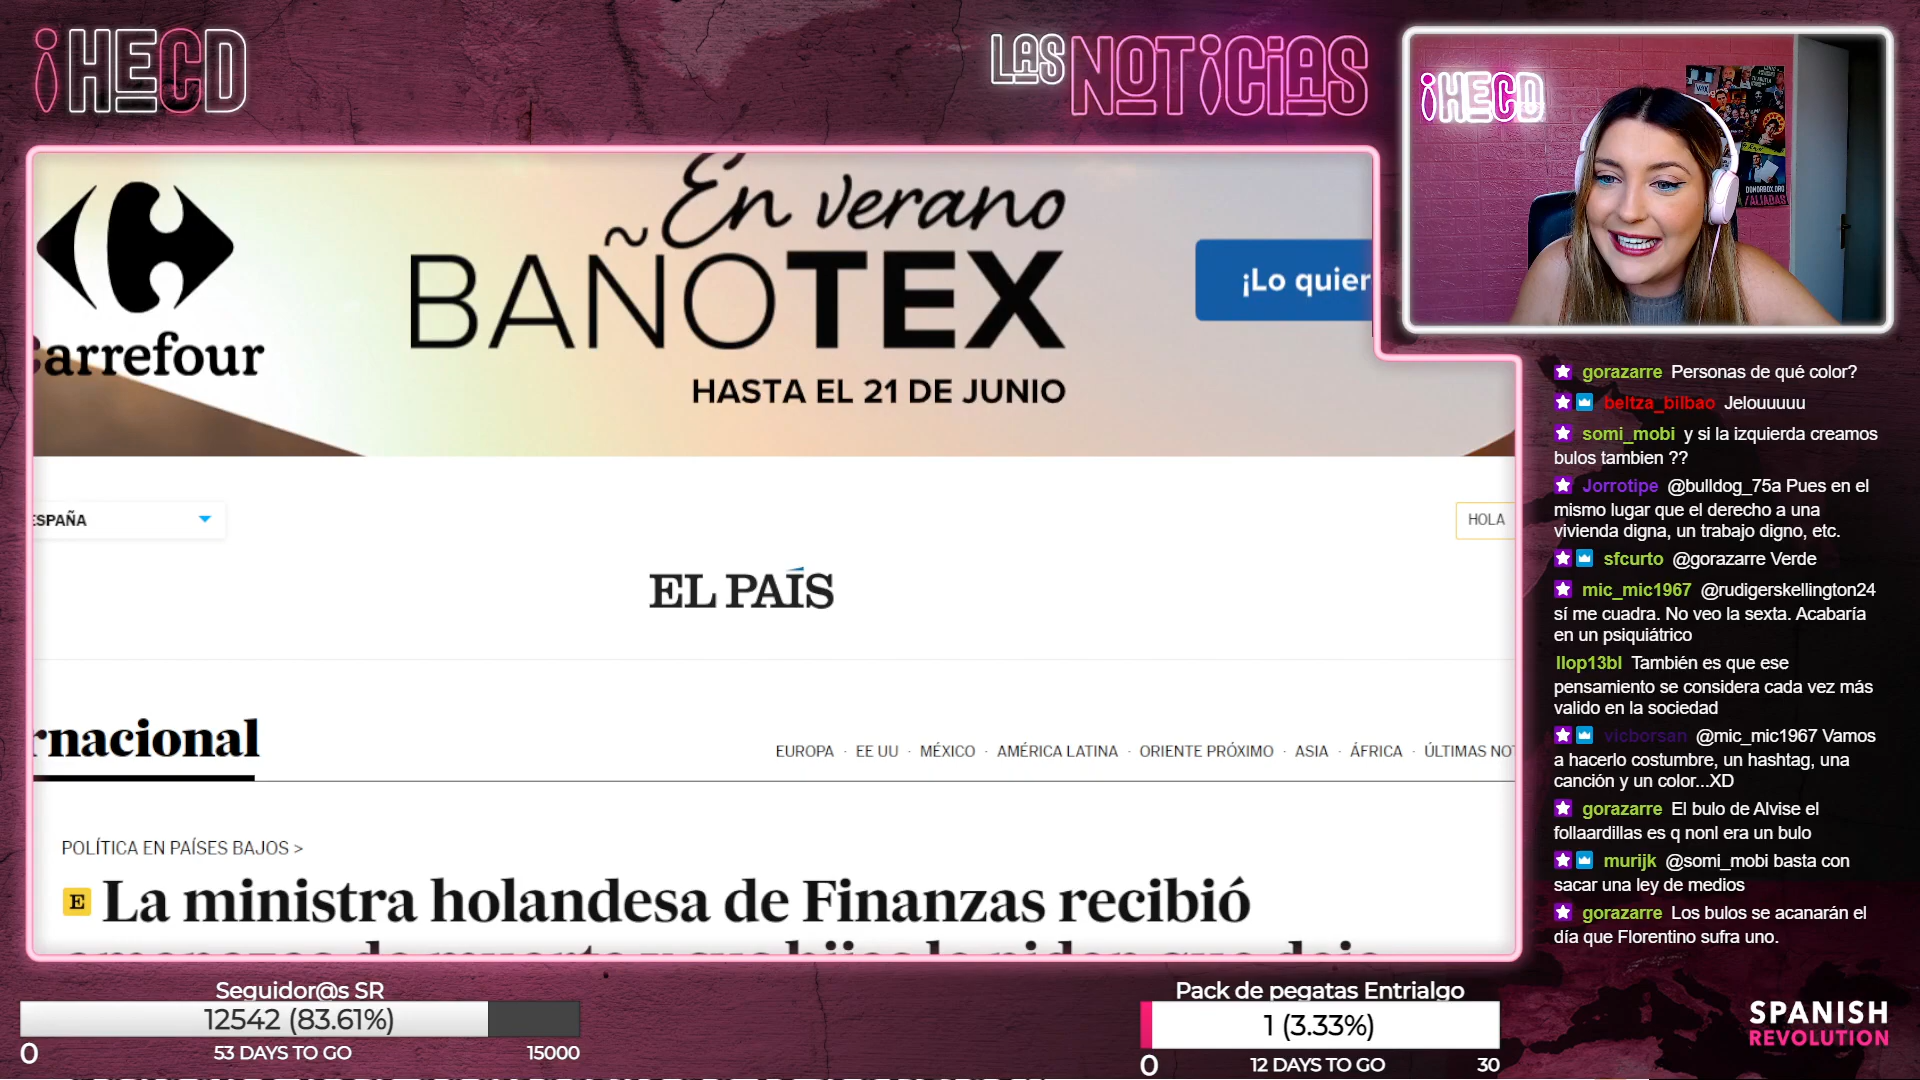 ¡HECD
LAS NOTICIAS
¡HECD
DONORBOX.ORG
/ALIADAS
En verano
BAÑOTEX
HASTA EL 21 DE JUNIO
¡Lo quier
arrefour
ESPAÑA
HOLA
EL PAÍS
rnacional
EUROPA · EE UU · MÉXICO · AMÉRICA LATINA · ORIENTE PRÓXIMO · ASIA · ÁFRICA · ÚLTIMAS NOT
POLÍTICA EN PAÍSES BAJOS >
E La ministra holandesa de Finanzas recibió
gorazarre Personas de qué color?
beltza_bilbao Jelouuuuu
somi_mobi y si la izquierda creamos
bulos tambien ??
Jorrotipe @bulldog_75a Pues en el
mismo lugar que el derecho a una
vivienda digna, un trabajo digno, etc.
sfcurto @gorazarre Verde
mic_mic1967 @rudigerskellington24
sí me cuadra. No veo la sexta. Acabaría
en un psiquiátrico
llop13bl También es que ese
pensamiento se considera cada vez más
valido en la sociedad
vicborsan @mic_mic1967 Vamos
a hacerlo costumbre, un hashtag, una
canción y un color...XD
gorazarre El bulo de Alvise el
follaardillas es q nonl era un bulo
murijk @somi_mobi basta con
sacar una ley de medios
gorazarre Los bulos se acanarán el
día que Florentino sufra uno.
Seguidor@s SR
12542 (83.61%)
0 53 DAYS TO GO 15000
Pack de pegatas Entrialgo
1 (3.33%)
0 12 DAYS TO GO 30
SPANISH
REVOLUTION